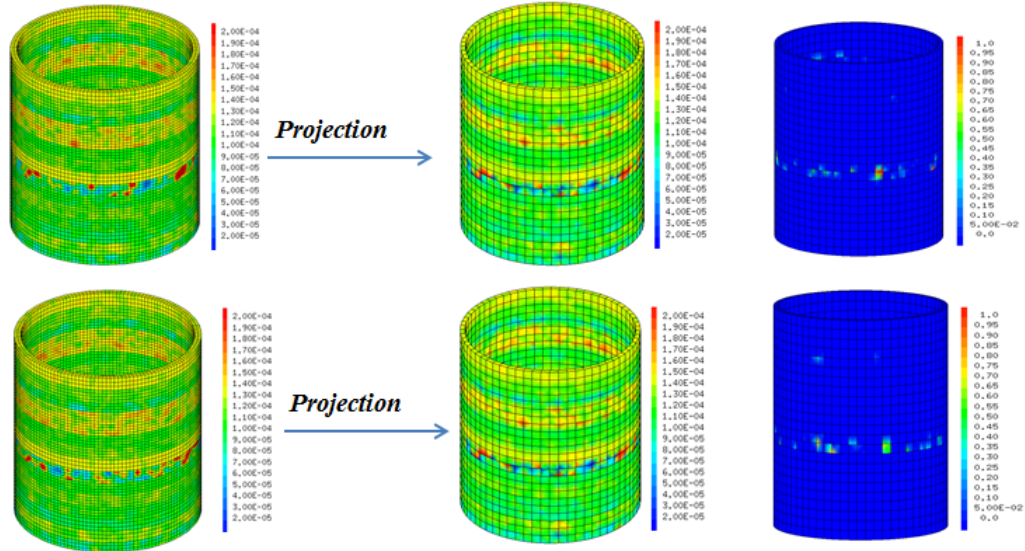 2.00E-04
1.90E-04
1.80E-04
1.70E-04
1.60E-04
1.50E-04
1.40E-04
1.30E-04
1.20E-04
1.10E-04
1.00E-04
9.00E-05
8.00E-05
7.00E-05
6.00E-05
5.00E-05
4.00E-05
3.00E-05
2.00E-05
Projection
2.00E-04
1.90E-04
1.80E-04
1.70E-04
1.60E-04
1.50E-04
1.40E-04
1.30E-04
1.20E-04
1.10E-04
1.00E-04
9.00E-05
8.00E-05
7.00E-05
6.00E-05
5.00E-05
4.00E-05
3.00E-05
2.00E-05
1.0
0.95
0.90
0.85
0.80
0.75
0.70
0.65
0.60
0.55
0.50
0.45
0.40
0.35
0.30
0.25
0.20
0.15
0.10
5.00E-02
0.0
2.00E-04
1.90E-04
1.80E-04
1.70E-04
1.60E-04
1.50E-04
1.40E-04
1.30E-04
1.20E-04
1.10E-04
1.00E-04
9.00E-05
8.00E-05
7.00E-05
6.00E-05
5.00E-05
4.00E-05
3.00E-05
2.00E-05
Projection
2.00E-04
1.90E-04
1.80E-04
1.70E-04
1.60E-04
1.50E-04
1.40E-04
1.30E-04
1.20E-04
1.10E-04
1.00E-04
9.00E-05
8.00E-05
7.00E-05
6.00E-05
5.00E-05
4.00E-05
3.00E-05
2.00E-05
1.0
0.95
0.90
0.85
0.80
0.75
0.70
0.65
0.60
0.55
0.50
0.45
0.40
0.35
0.30
0.25
0.20
0.15
0.10
5.00E-02
0.0